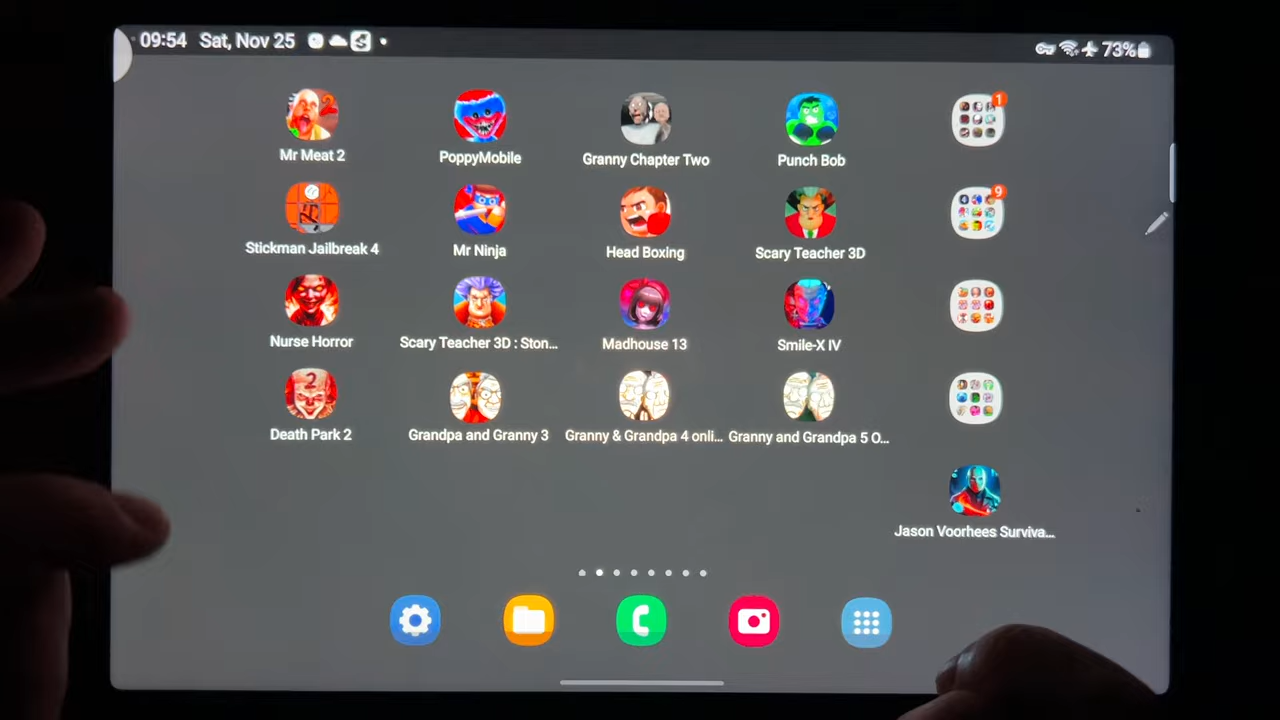 09:54 Sat, Nov 25
73%
Mr Meat 2
PoppyMobile
Granny Chapter Two
Punch Bob
1
Stickman Jailbreak 4
Mr Ninja
Head Boxing
Scary Teacher 3D
9
Nurse Horror
Scary Teacher 3D : Ston...
Madhouse 13
Smile-X IV
Death Park 2
Grandpa and Granny 3
Granny & Grandpa 4 onli...
Granny and Grandpa 5 O...
Jason Voorhees Surviva...